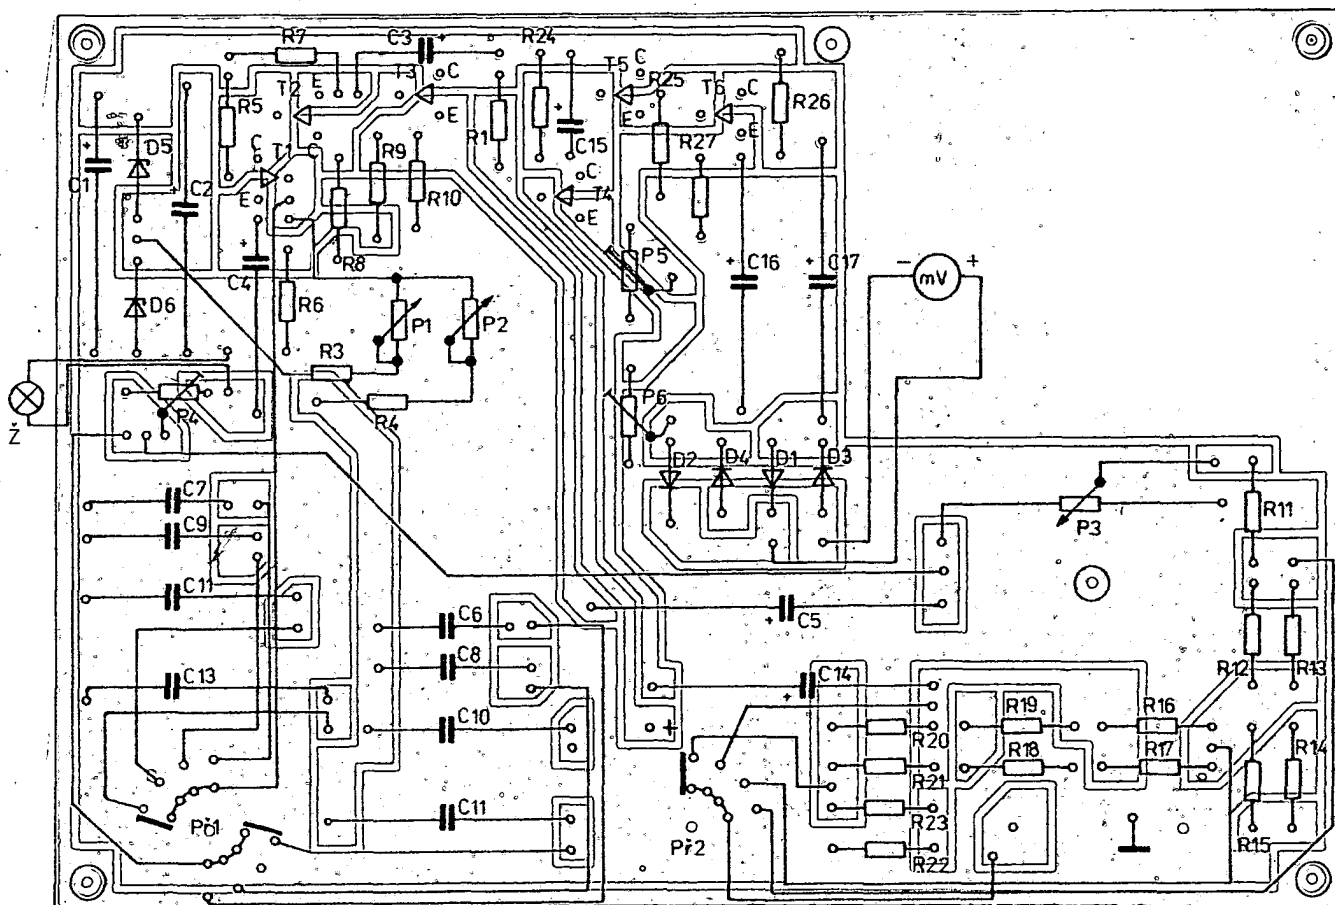 R7 C3 R24
T3 C T5 C R25 T6 C R26
E T2 E E E
R5 R1 C15 R27
D5 C T1 C R9 C
C1 C2 E R10 T4 E
R8 P5
C4 C16 C17 - mV +
D6 R6 P1 P2
R3
Ž R4 R4 P6
D2 D4 D1 D3
C7 P3 R11
C9
C11 C6 C5
C8 R12 R13
C13 C14
C10 + R19 R16
R20 R18 R17 R14
R21
C11 R23
Př1 Př2 R15
R22